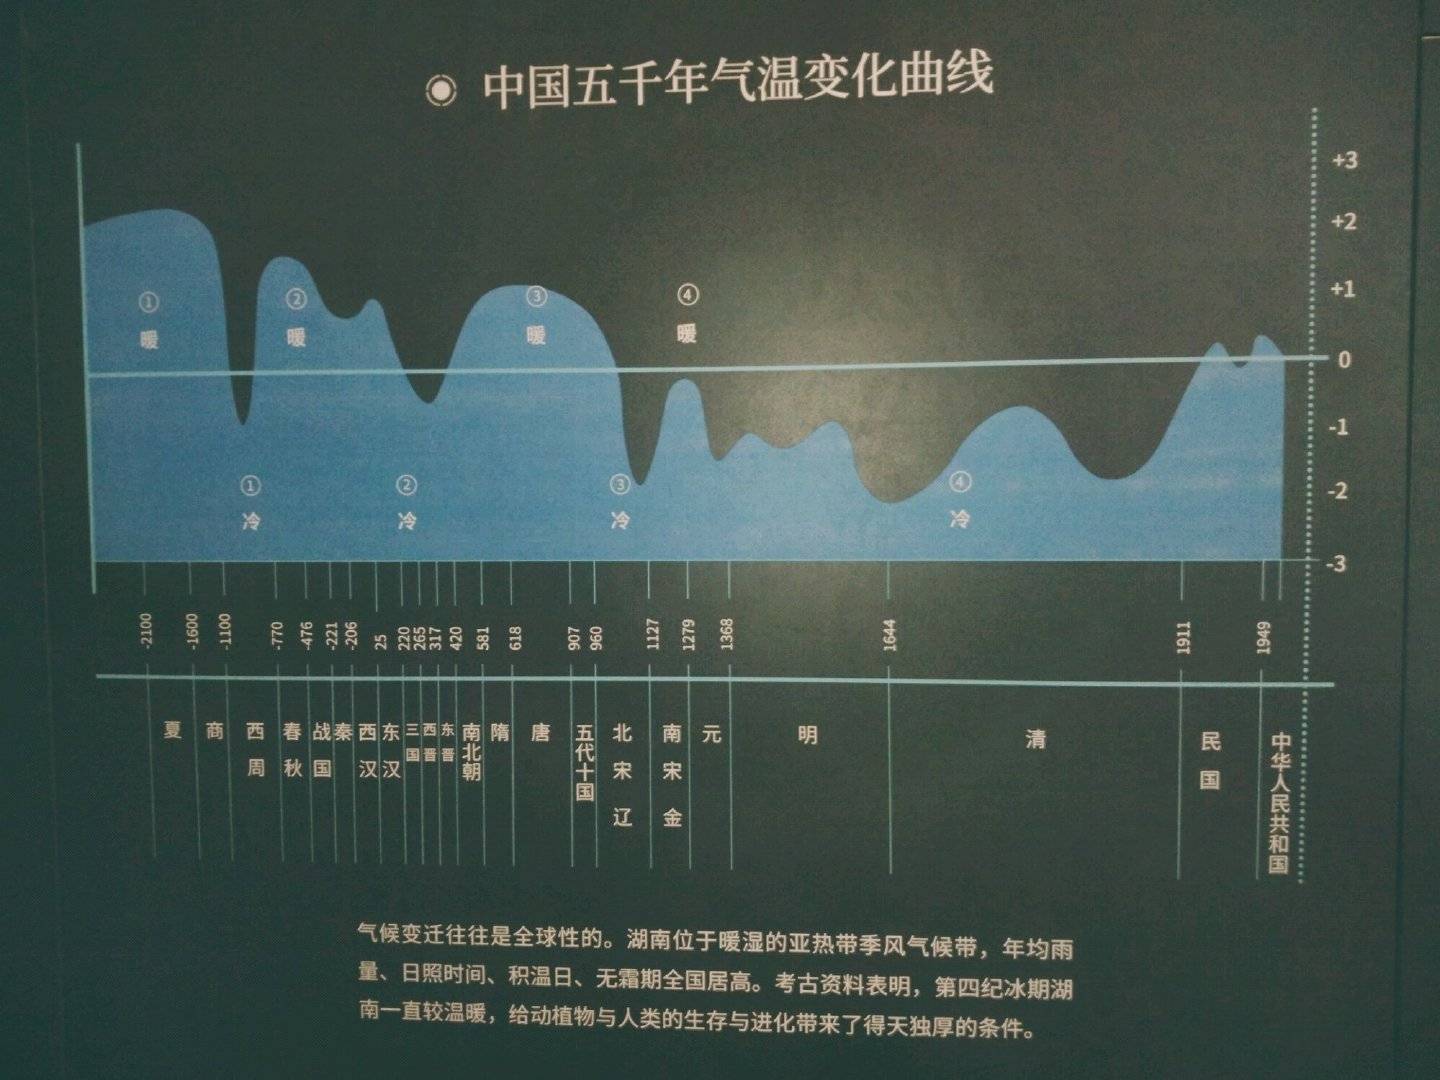 中国五千年气温变化曲线
+3
+2
+1
0
-1
-2
-3
① ② ③ ④
暖 暖 暖 暖
① ② ③ ④
冷 冷 冷 冷
-2100 -1600 -1100 -770 -476 -221 -206 25 220 265 317 420 581 618 907 960 1127 1279 1368 1644 1911 1949
夏 商 西周 春秋 战国 秦 西汉 东汉 三国 西晋 东晋 南北朝 隋 唐 五代十国 北宋辽 南宋金 元 明 清 民国 中华人民共和国
气候变迁往往是全球性的。湖南位于暖湿的亚热带季风气候带，年均雨
量、日照时间、积温日、无霜期全国居高。考古资料表明，第四纪冰期湖
南一直较温暖，给动植物与人类的生存与进化带来了得天独厚的条件。